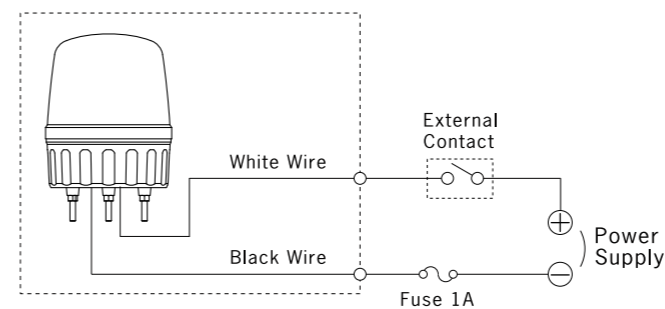 External
Contact
White Wire
Power
Supply
Black Wire
Fuse 1A